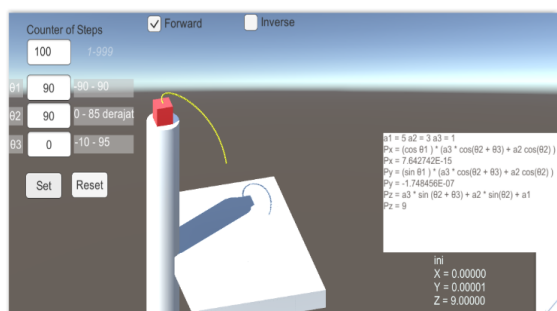 Counter of Steps
Forward
Inverse
100
1-999
θ1
90
-90 - 90
θ2
90
0 - 85 derajat
θ3
0
-10 - 95
Set
Reset
a1 = 5 a2 = 3 a3 = 1
Px = (cos θ1 ) * (a3 * cos(θ2 + θ3) + a2 cos(θ2) )
Px = 7.642742E-15
Py = (sin θ1 ) * (a3 * cos(θ2 + θ3) + a2 cos(θ2) )
Py = -1.748456E-07
Pz = a3 * sin (θ2 + θ3) + a2 * sin(θ2) + a1
Pz = 9
ini
X = 0.00000
Y = 0.00001
Z = 9.00000